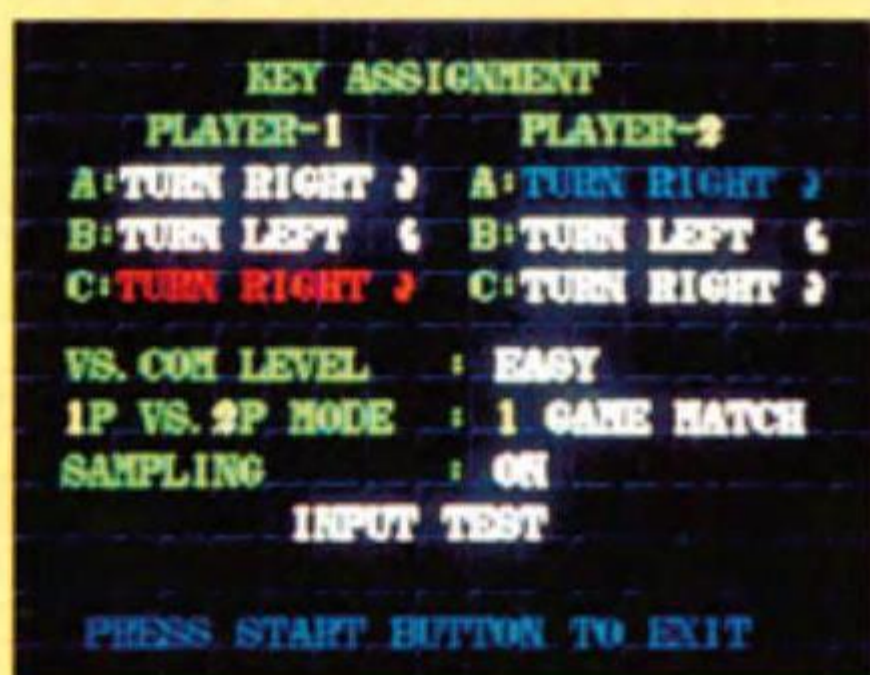 KEY ASSIGNMENT
PLAYER-1 PLAYER-2
A:TURN RIGHT A:TURN RIGHT
B:TURN LEFT B:TURN LEFT
C:TURN RIGHT C:TURN RIGHT
VS.COM LEVEL : EASY
1P VS.2P MODE : 1 GAME MATCH
SAMPLING : ON
INPUT TEST
PRESS START BUTTON TO EXIT